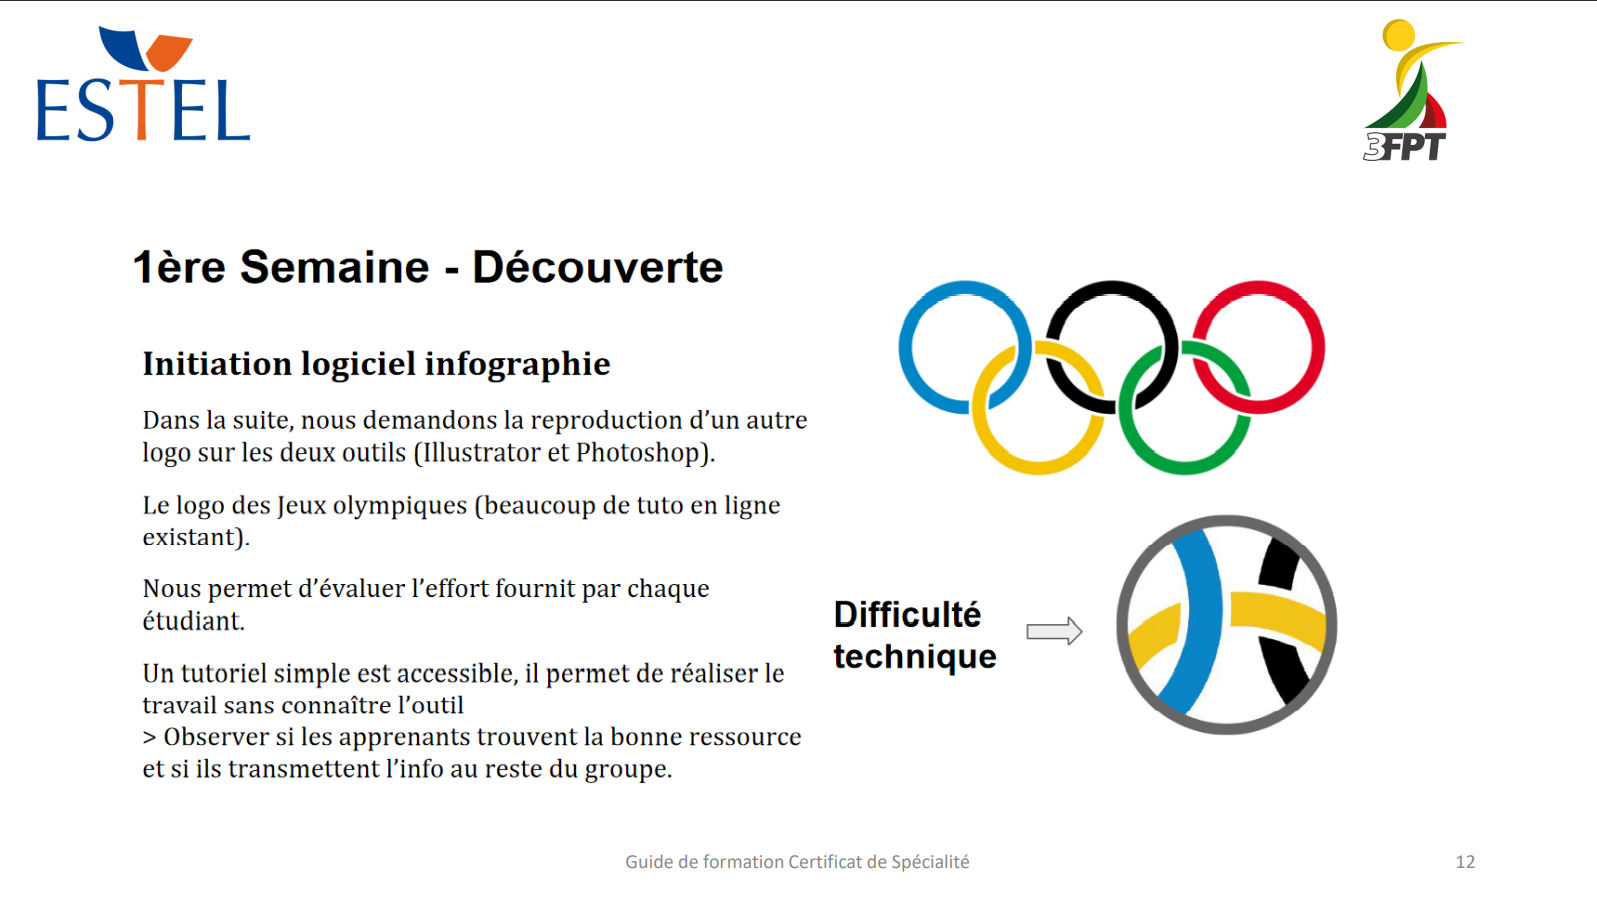 ESTEL
3FPT
1ère Semaine - Découverte
Initiation logiciel infographie
Dans la suite, nous demandons la reproduction d’un autre
logo sur les deux outils (Illustrator et Photoshop).
Le logo des Jeux olympiques (beaucoup de tuto en ligne
existant).
Nous permet d’évaluer l’effort fournit par chaque
étudiant.
Un tutoriel simple est accessible, il permet de réaliser le
travail sans connaître l’outil
> Observer si les apprenants trouvent la bonne ressource
et si ils transmettent l’info au reste du groupe.
Difficulté
technique
Guide de formation Certificat de Spécialité
12